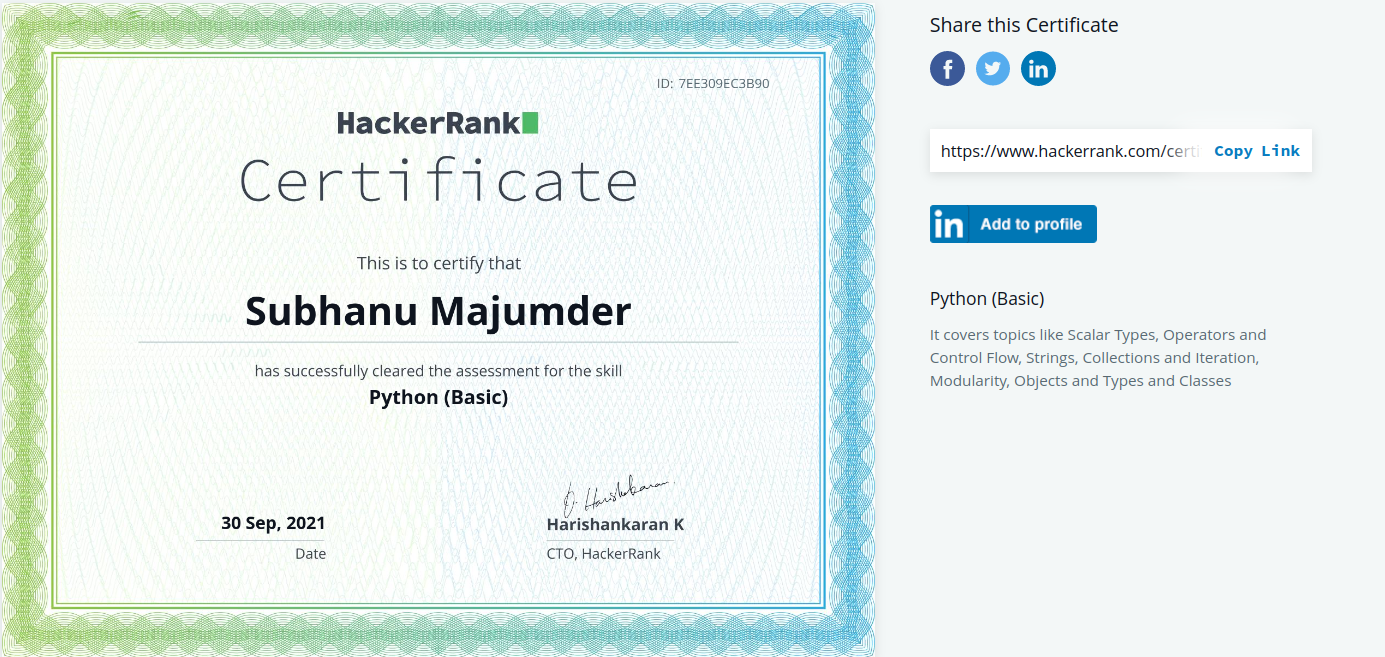 ID: 7EE309EC3B90
HackerRank
Certificate
This is to certify that
Subhanu Majumder
has successfully cleared the assessment for the skill
Python (Basic)
30 Sep, 2021
Date
Harishankaran K
CTO, HackerRank
Share this Certificate
https://www.hackerrank.com/certi Copy Link
in Add to profile
Python (Basic)
It covers topics like Scalar Types, Operators and
Control Flow, Strings, Collections and Iteration,
Modularity, Objects and Types and Classes